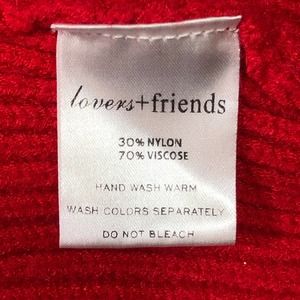 lovers+friends
30% NYLON
70% VISCOSE
HAND WASH WARM
WASH COLORS SEPARATELY
DO NOT BLEACH